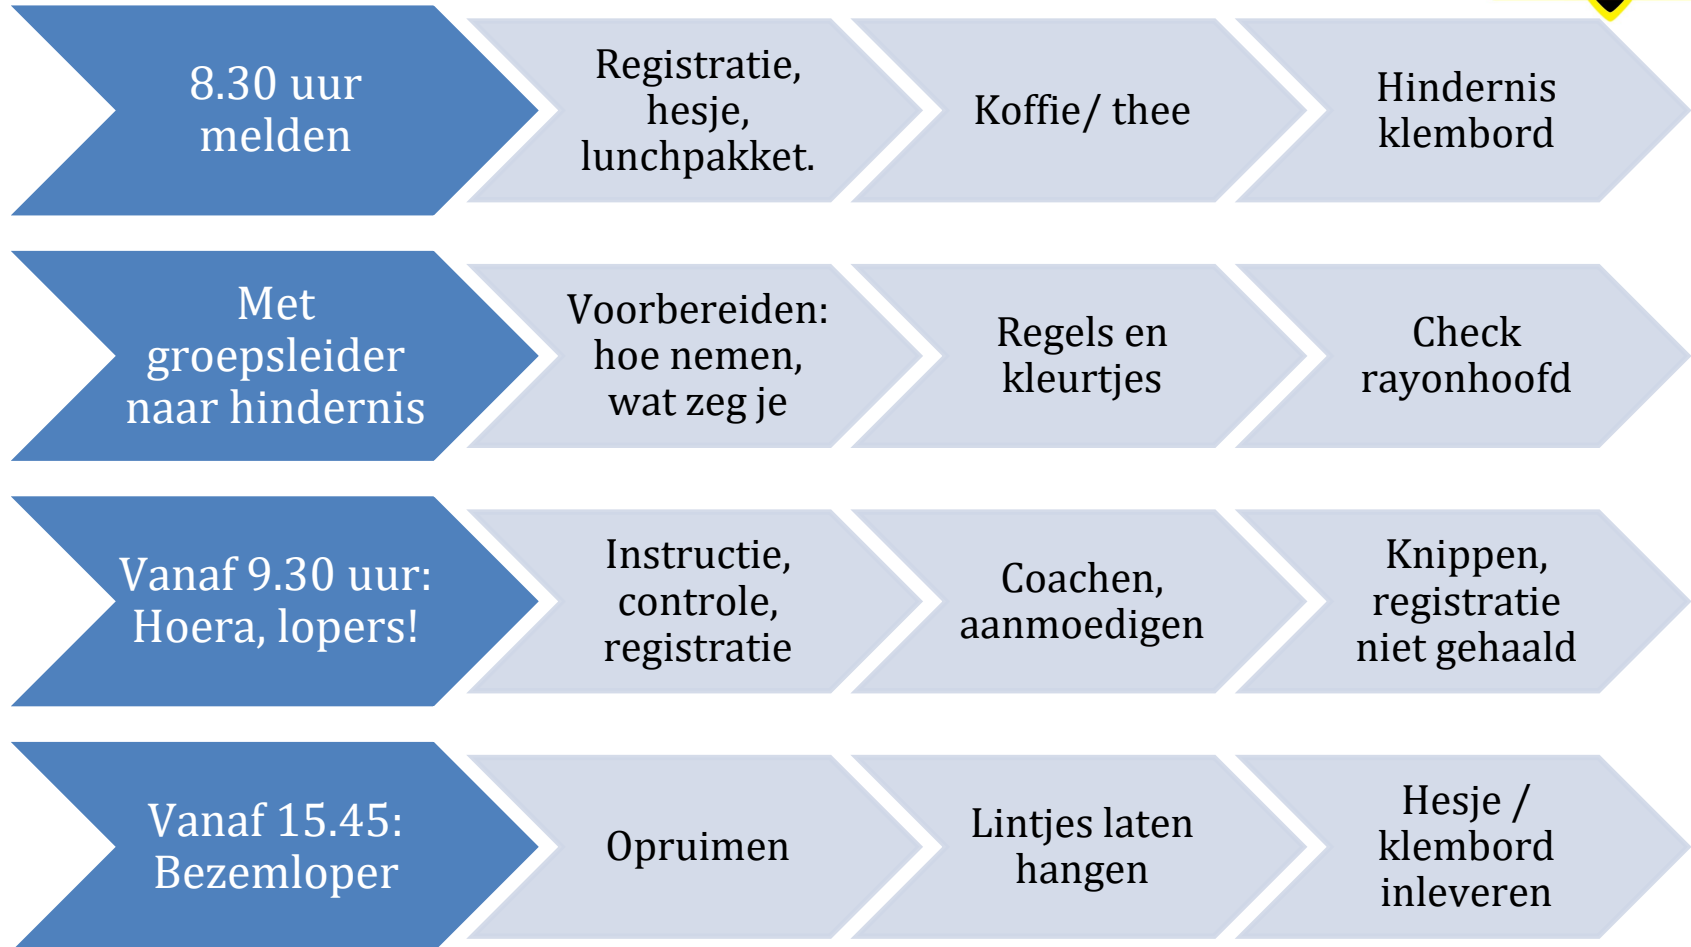 8.30 uur
melden
Registratie,
hesje,
lunchpakket.
Koffie/ thee
Hindernis
klembord
Met
groepsleider
naar hindernis
Voorbereiden:
hoe nemen,
wat zeg je
Regels en
kleurtjes
Check
rayonhoofd
Vanaf 9.30 uur:
Hoera, lopers!
Instructie,
controle,
registratie
Coachen,
aanmoedigen
Knippen,
registratie
niet gehaald
Vanaf 15.45:
Bezemloper
Opruimen
Lintjes laten
hangen
Hesje /
klembord
inleveren